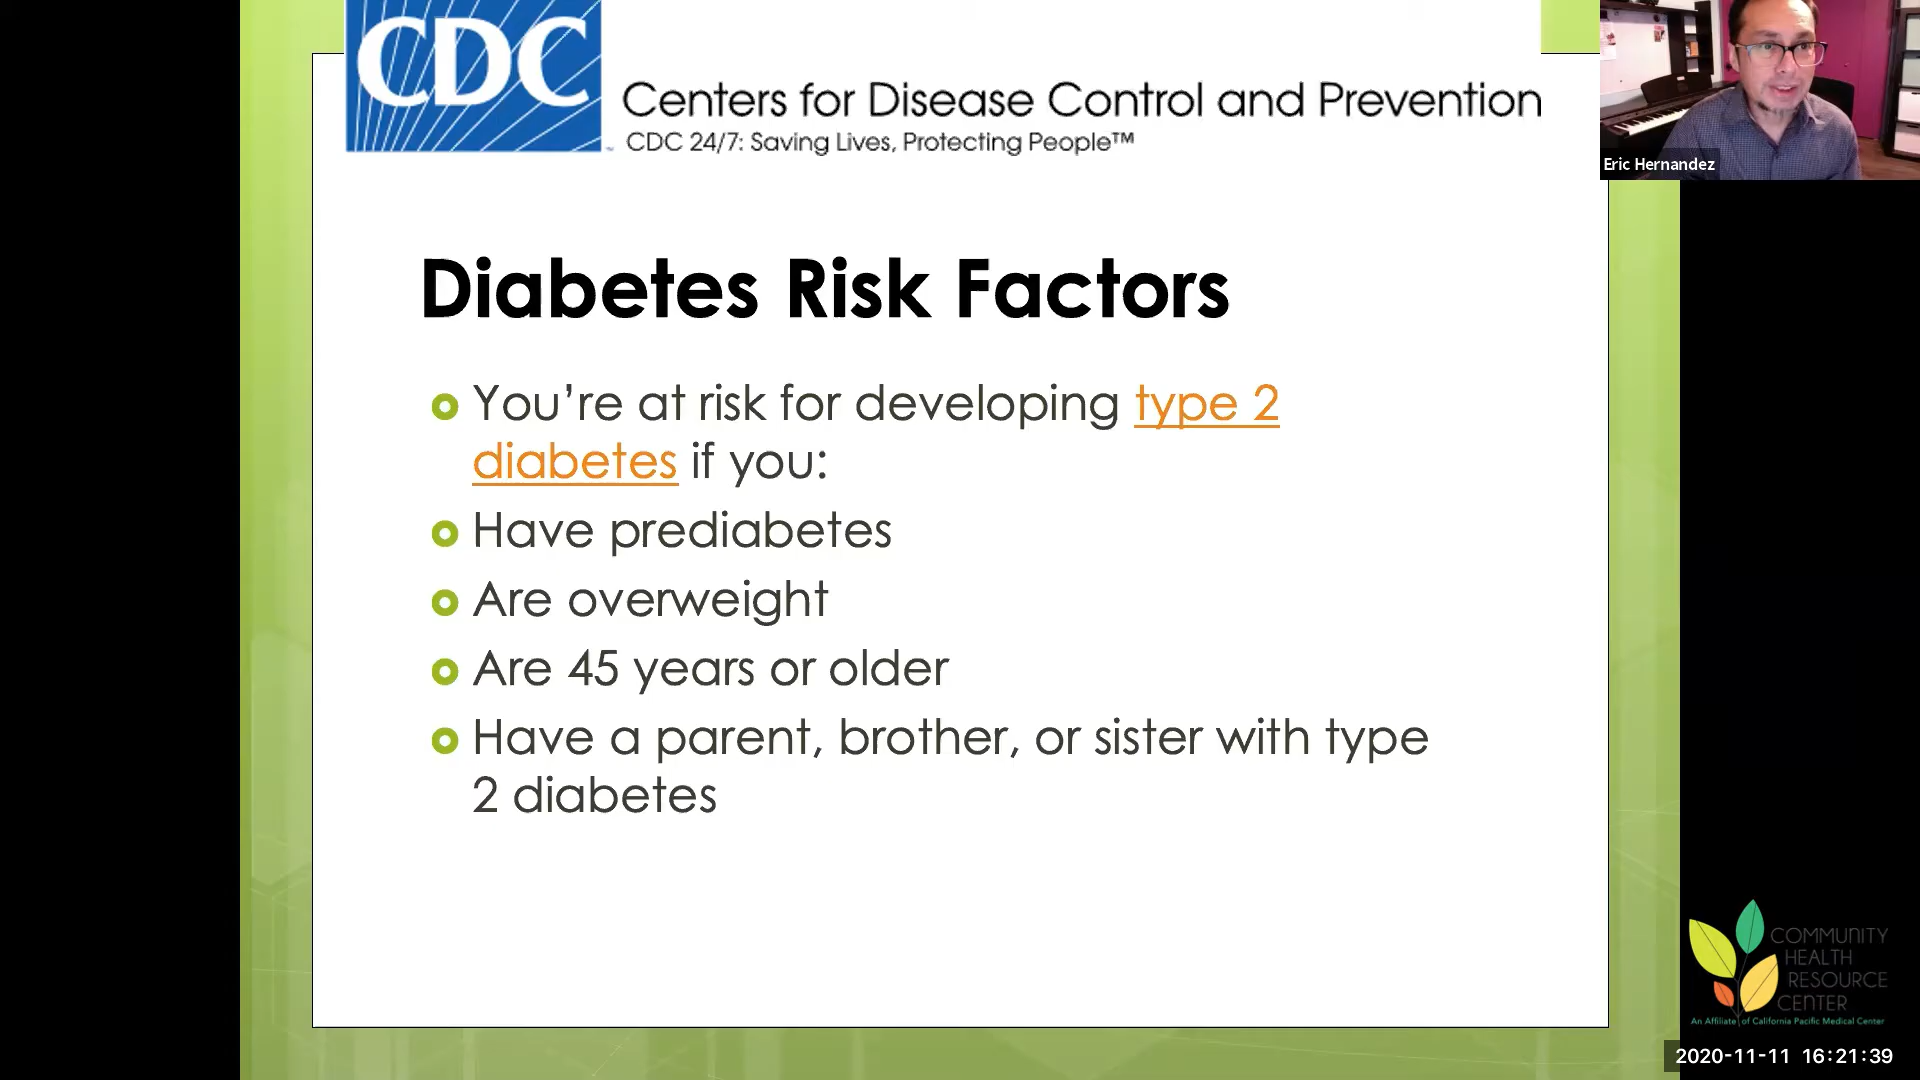 CDC
Centers for Disease Control and Prevention
CDC 24/7: Saving Lives, Protecting People™
Eric Hernandez
Diabetes Risk Factors
You’re at risk for developing type 2
diabetes if you:
Have prediabetes
Are overweight
Are 45 years or older
Have a parent, brother, or sister with type
2 diabetes
COMMUNITY
HEALTH
RESOURCE
CENTER
An Affiliate of California Pacific Medical Center
2020-11-11 16:21:39